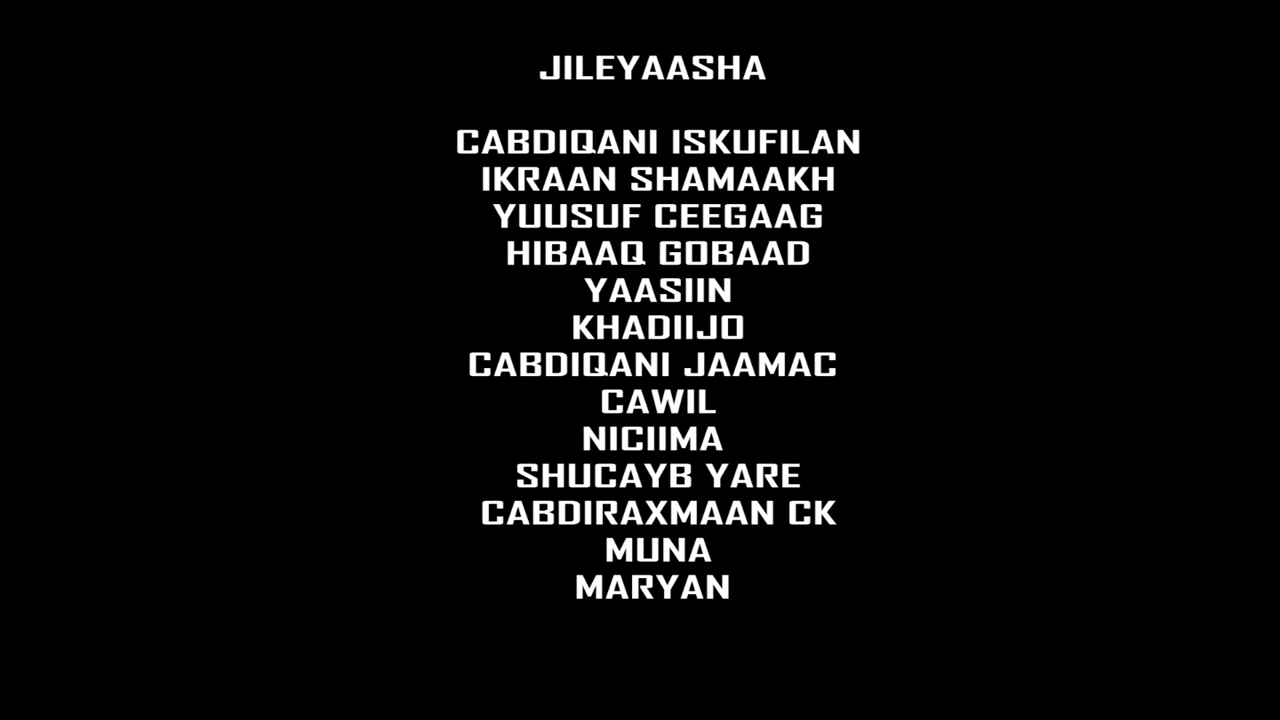 JILEYAASHA
CABDIQANI ISKUFILAN
IKRAAN SHAMAAKH
YUUSUF CEEGAAG
HIBAAQ GOBAAD
YAASIIN
KHADIIJO
CABDIQANI JAAMAC
CAWIL
NICIIMA
SHUCAYB YARE
CABDIRAXMAAN CK
MUNA
MARYAN